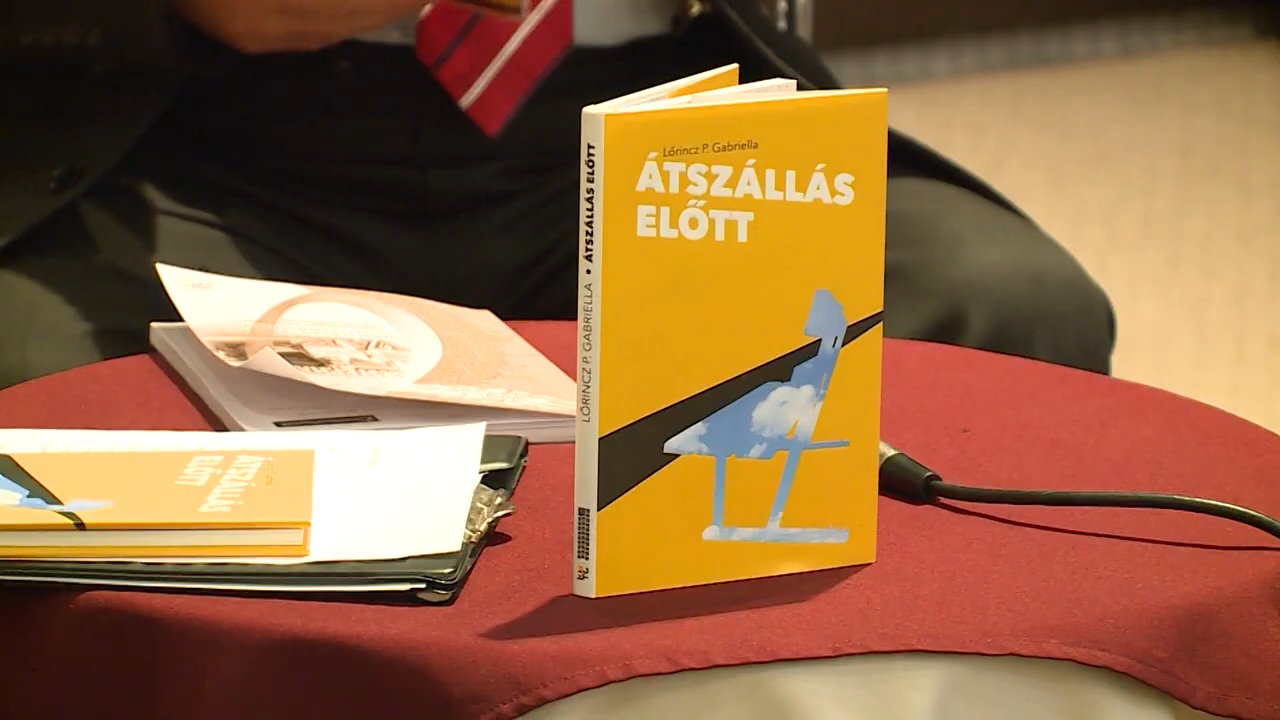 Lőrincz P. Gabriella
ÁTSZÁLLÁS
ELŐTT
LŐRINCZ P. GABRIELLA • ÁTSZÁLLÁS ELŐTT
ÁTSZÁLLÁS
ELŐTT